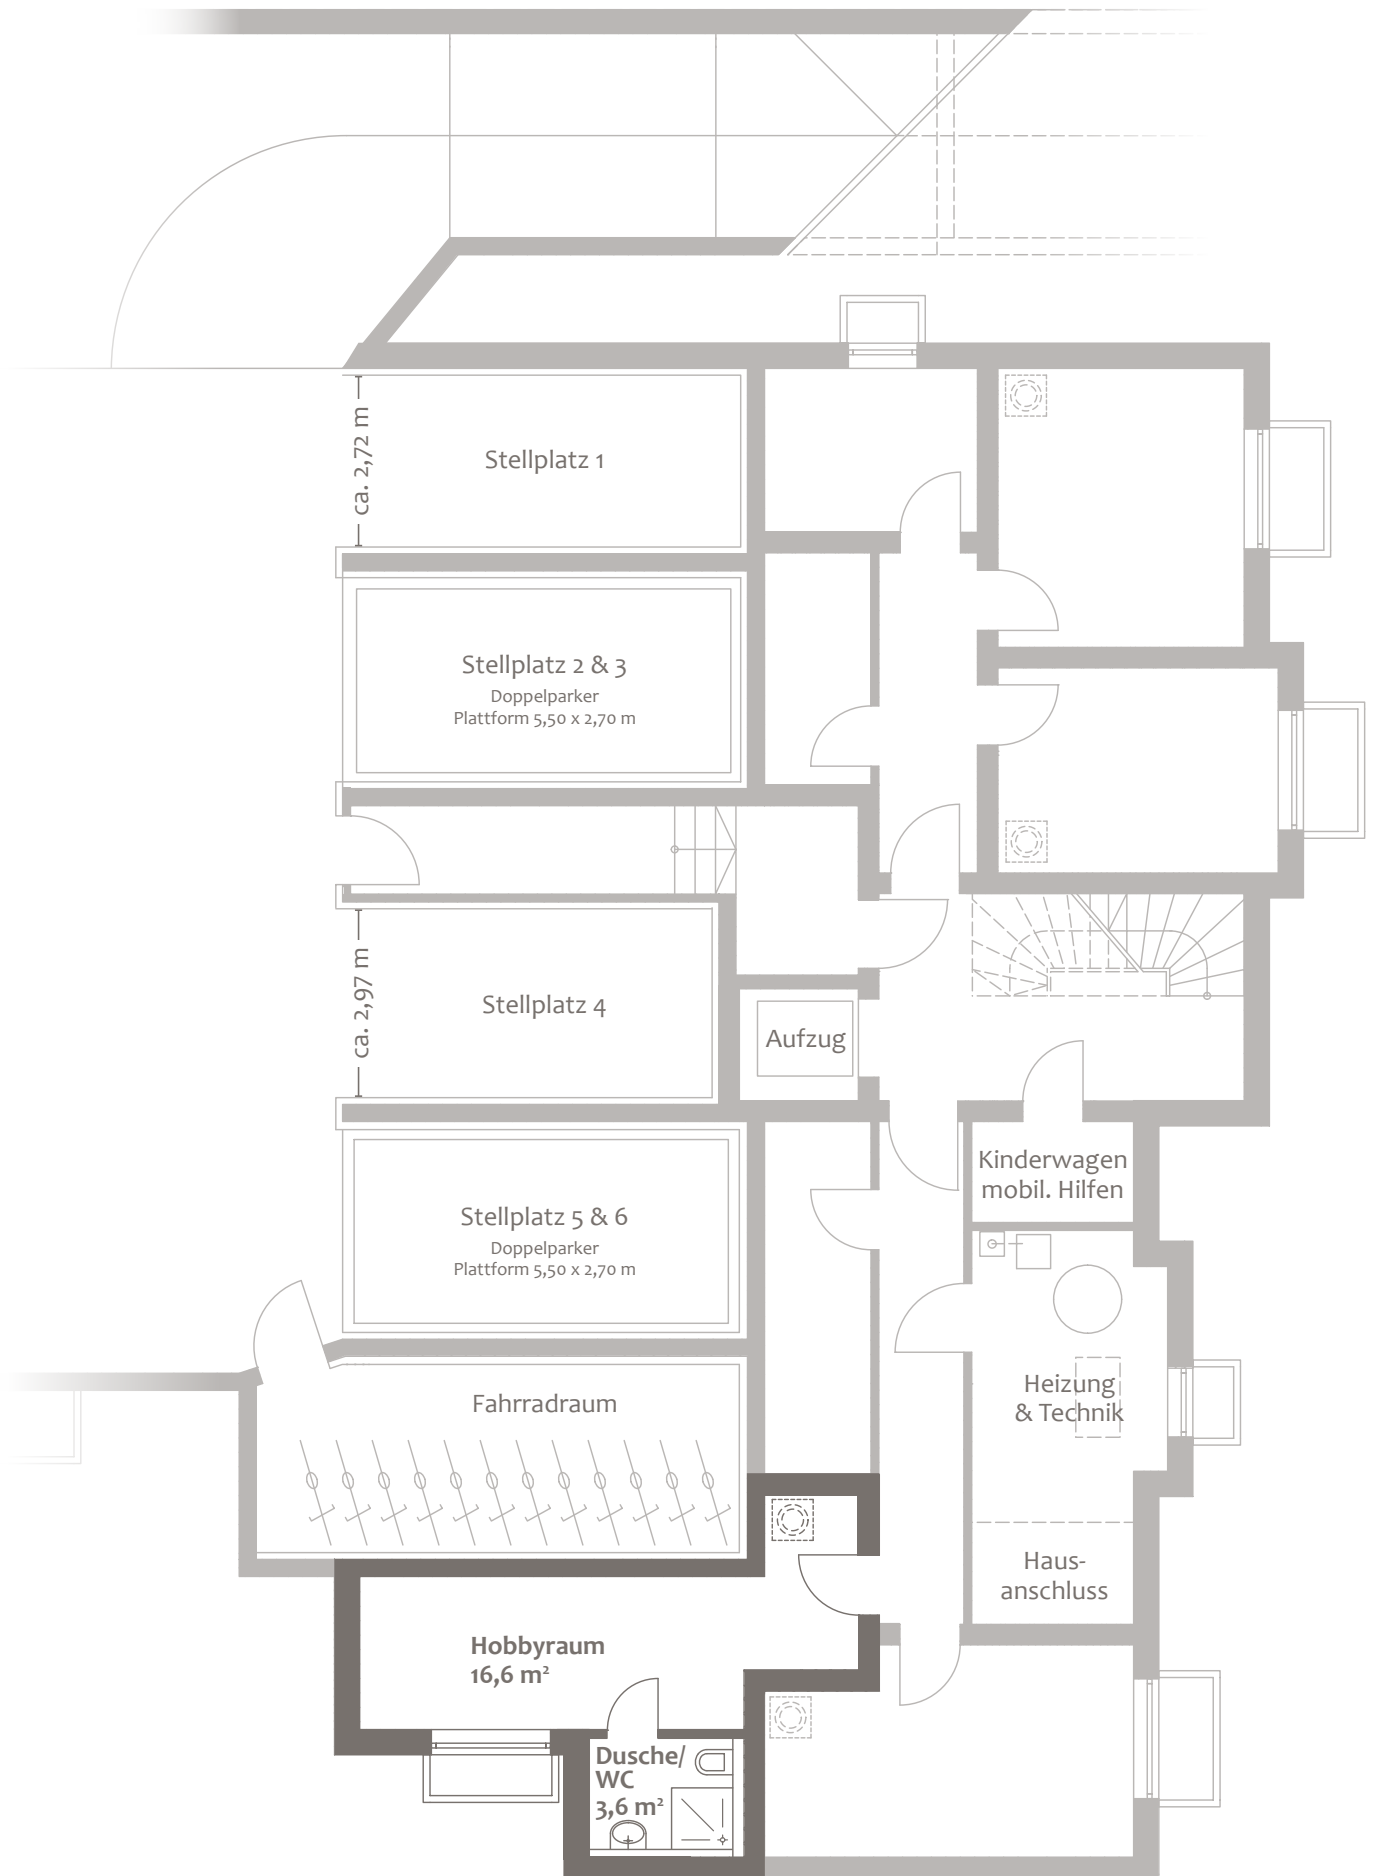 ca. 2,72 m
Stellplatz 1
Stellplatz 2 & 3
Doppelparker
Plattform 5,50 x 2,70 m
ca. 2,97 m
Stellplatz 4
Aufzug
Kinderwagen
mobil. Hilfen
Stellplatz 5 & 6
Doppelparker
Plattform 5,50 x 2,70 m
Heizung
& Technik
Fahrradraum
Haus-
anschluss
Hobbyraum
16,6 m²
Dusche/
WC
3,6 m²